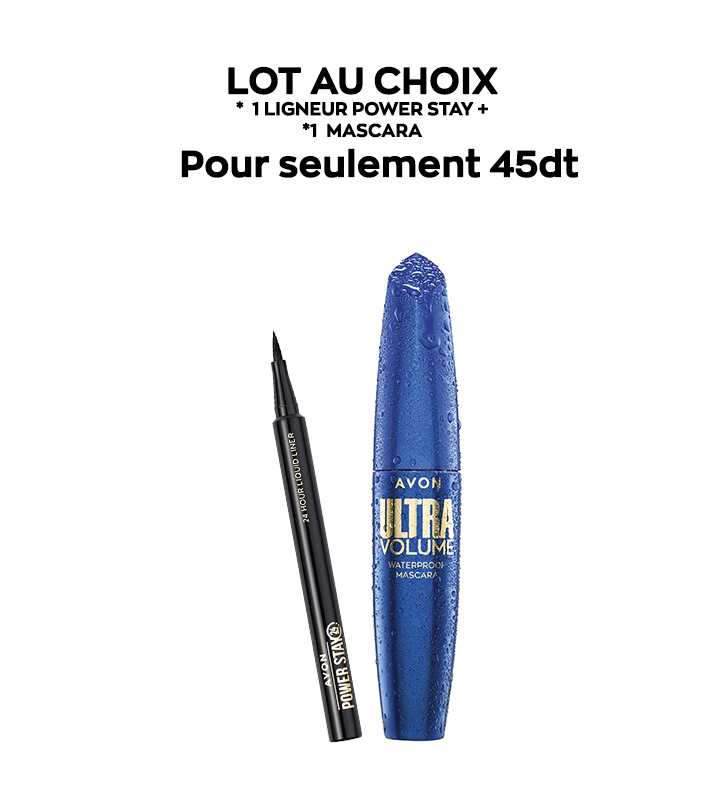 LOT AU CHOIX
* 1 LIGNEUR POWER STAY +
*1 MASCARA
Pour seulement 45dt
24 HOUR LIQUID LINER
AVON
POWER STAY 24
AVON
ULTRA
VOLUME
WATERPROOF
MASCARA